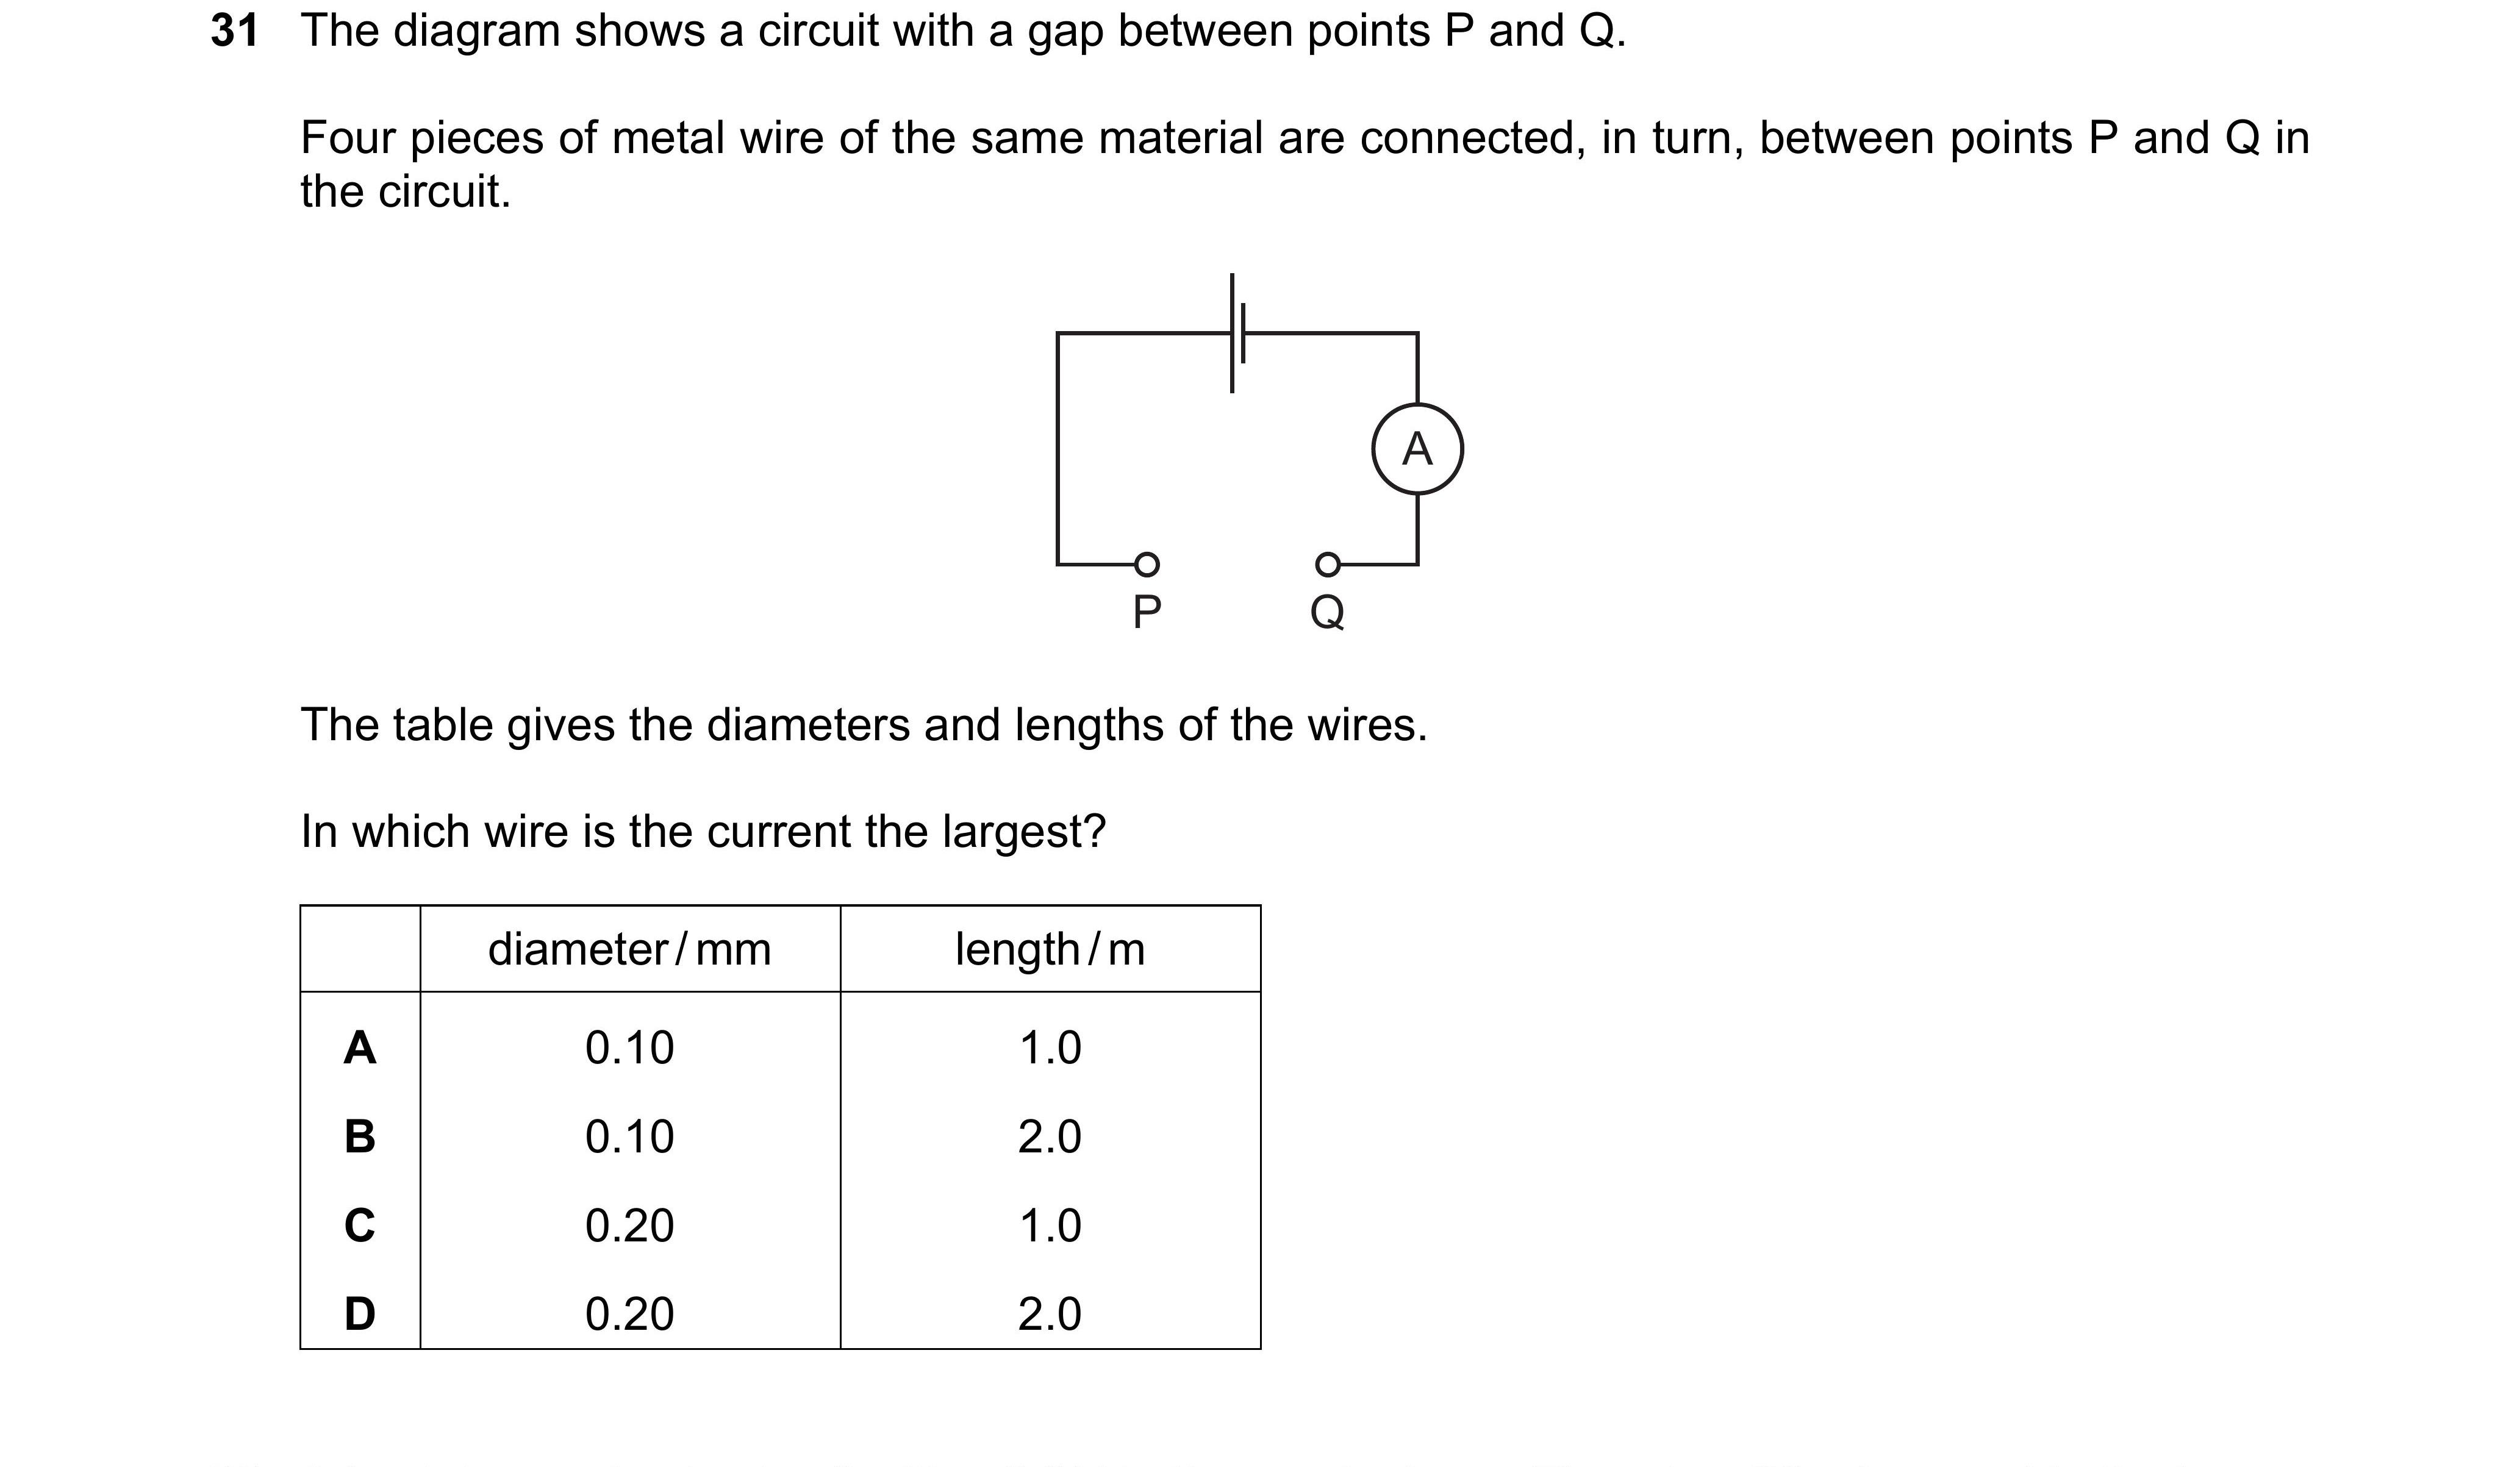 31 The diagram shows a circuit with a gap between points P and Q.
Four pieces of metal wire of the same material are connected, in turn, between points P and Q in
the circuit.
A
P Q
The table gives the diameters and lengths of the wires.
In which wire is the current the largest?
diameter / mm length / m
A 0.10 1.0
B 0.10 2.0
C 0.20 1.0
D 0.20 2.0